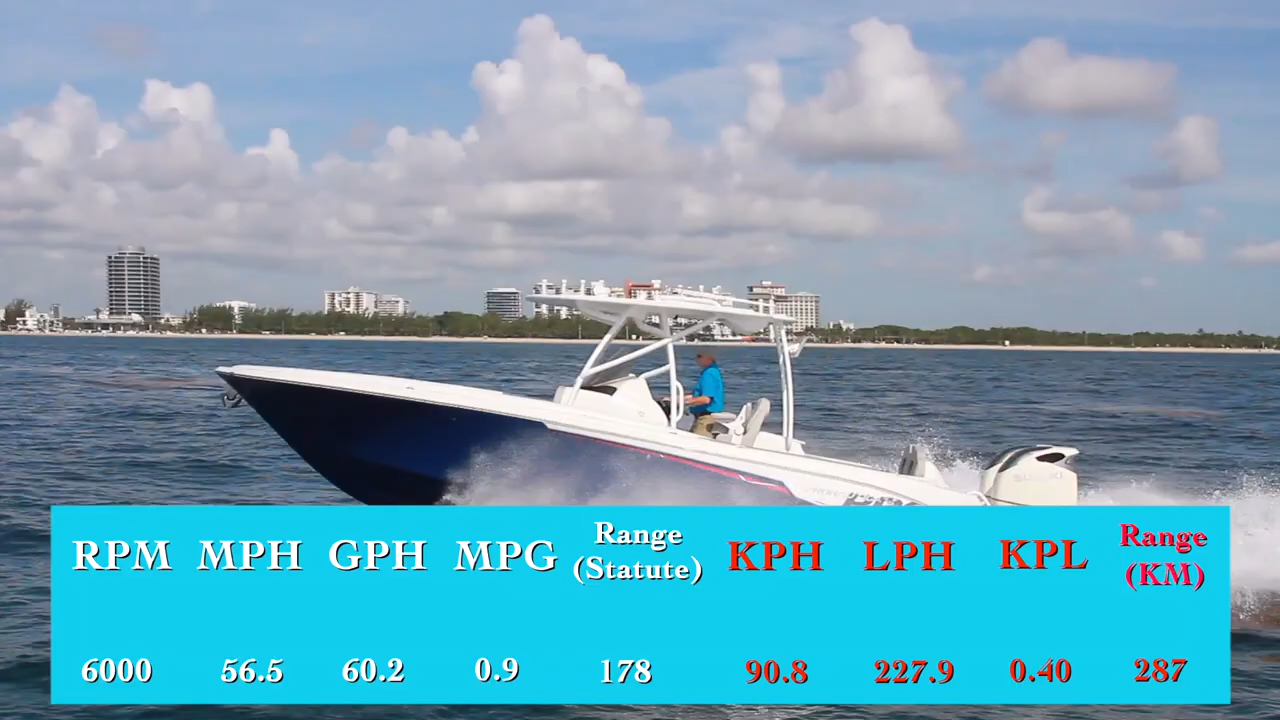 RPM MPH GPH MPG Range (Statute) KPH LPH KPL Range (KM)
6000 56.5 60.2 0.9 178 90.8 227.9 0.40 287